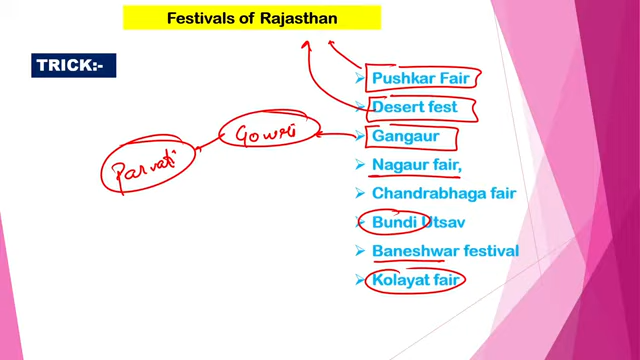 Festivals of Rajasthan
TRICK:-
Pushkar Fair
Desert fest
Gangaur
Gowri
Parvati
Nagaur fair,
Chandrabhaga fair
Bundi Utsav
Baneshwar festival
Kolayat fair